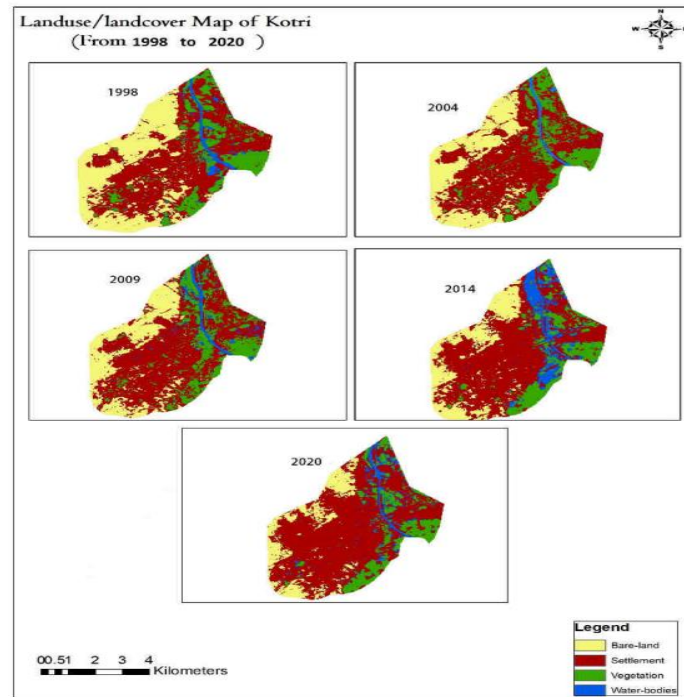 Landuse/landcover Map of Kotri
(From 1998 to 2020 )
N
W
S
1998
2004
2009
2014
2020
00.51 2 3 4
Kilometers
Legend
Bare-land
Settlement
Vegetation
Water-bodies